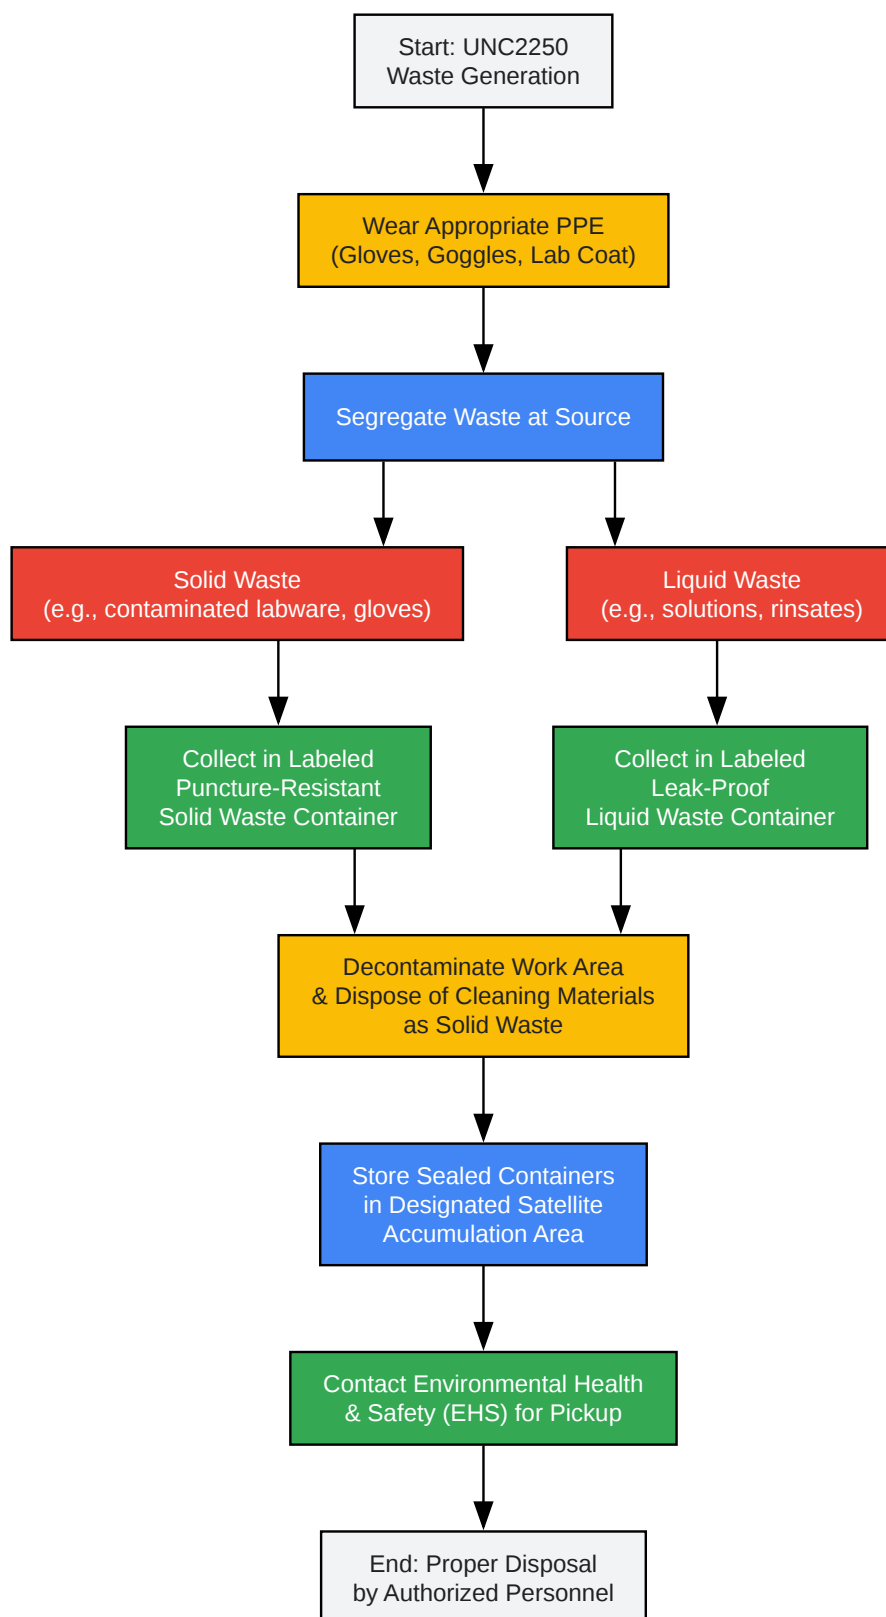 Start: UNC2250
Waste Generation
Wear Appropriate PPE
(Gloves, Goggles, Lab Coat)
Segregate Waste at Source
Solid Waste
(e.g., contaminated labware, gloves)
Liquid Waste
(e.g., solutions, rinsates)
Collect in Labeled
Puncture-Resistant
Solid Waste Container
Collect in Labeled
Leak-Proof
Liquid Waste Container
Decontaminate Work Area
& Dispose of Cleaning Materials
as Solid Waste
Store Sealed Containers
in Designated Satellite
Accumulation Area
Contact Environmental Health
& Safety (EHS) for Pickup
End: Proper Disposal
by Authorized Personnel